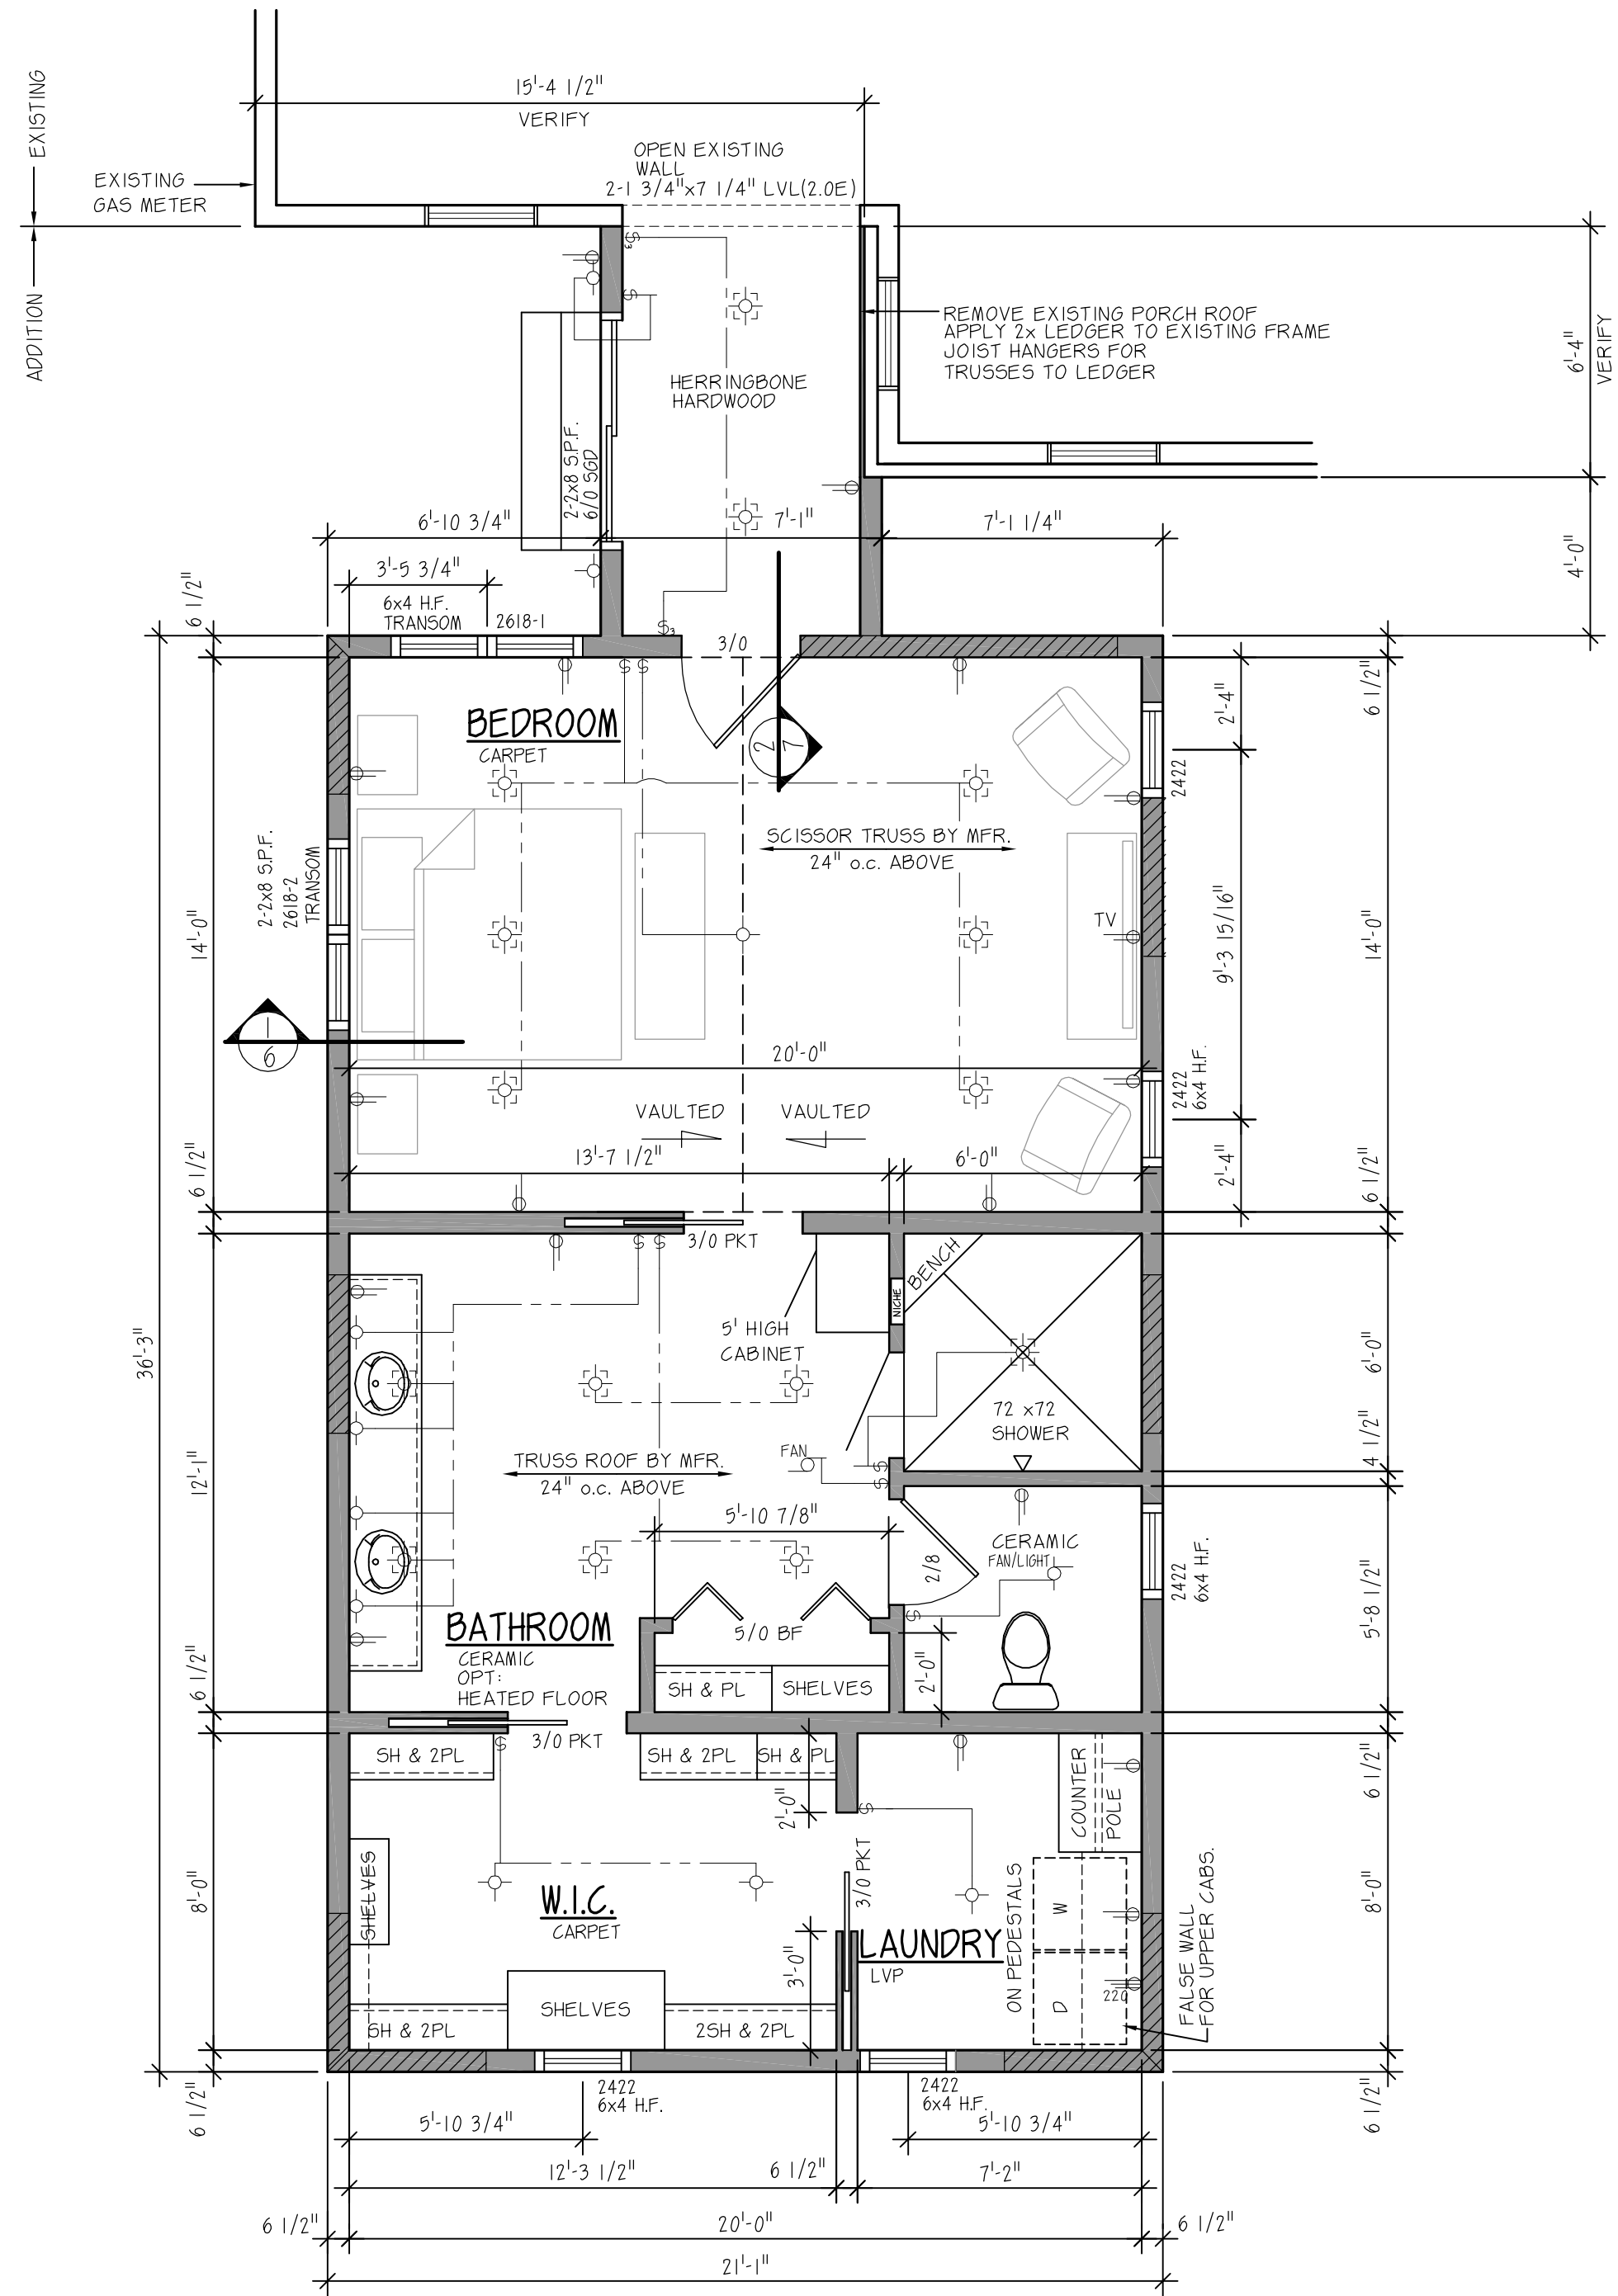 15'-4 1/2"
VERIFY
EXISTING
ADDITION
EXISTING
GAS METER
OPEN EXISTING
WALL
2-1 3/4"x7 1/4" LVL(2.0E)
S3
S
REMOVE EXISTING PORCH ROOF
APPLY 2x LEDGER TO EXISTING FRAME
JOIST HANGERS FOR
TRUSSES TO LEDGER
6'-4"
VERIFY
HERRINGBONE
HARDWOOD
2-2x8 S.P.F.
6/0 SGD
6'-10 3/4"
7'-1"
7'-1 1/4"
4'-0"
3'-5 3/4"
6x4 H.F.
TRANSOM
2618-1
6 1/2"
S3
3/0
S S
6 1/2"
2'-4"
BEDROOM
CARPET
2
7
2422
SCISSOR TRUSS BY MFR.
24" o.c. ABOVE
2-2x8 S.P.F.
2618-2
TRANSOM
TV
14'-0"
9'-3 15/16"
14'-0"
1
6
20'-0"
2422
6x4 H.F.
VAULTED
VAULTED
13'-7 1/2"
6'-0"
6 1/2"
2'-4"
6 1/2"
S S
3/0 PKT
BENCH
NICHE
5' HIGH
CABINET
36'-3"
6'-0"
72 x72
SHOWER
TRUSS ROOF BY MFR.
24" o.c. ABOVE
FAN
S
S
12'-1"
4 1/2"
5'-10 7/8"
CERAMIC
FAN/LIGHT
2/8
2422
6x4 H.F.
5'-8 1/2"
S
BATHROOM
CERAMIC
OPT:
HEATED FLOOR
5/0 BF
SH & PL
SHELVES
2'-0"
6 1/2"
3/0 PKT
S
SH & 2PL
SH & 2PL
SH & PL
2'-0"
S
COUNTER
POLE
6 1/2"
SHELVES
3/0 PKT
W.I.C.
CARPET
8'-0"
3'-0"
LAUNDRY
LVP
ON PEDESTALS
W
D
220
FALSE WALL
FOR UPPER CABS.
8'-0"
SH & 2PL
SHELVES
2SH & 2PL
6 1/2"
2422
6x4 H.F.
2422
6x4 H.F.
6 1/2"
5'-10 3/4"
5'-10 3/4"
12'-3 1/2"
6 1/2"
7'-2"
6 1/2"
20'-0"
6 1/2"
21'-1"